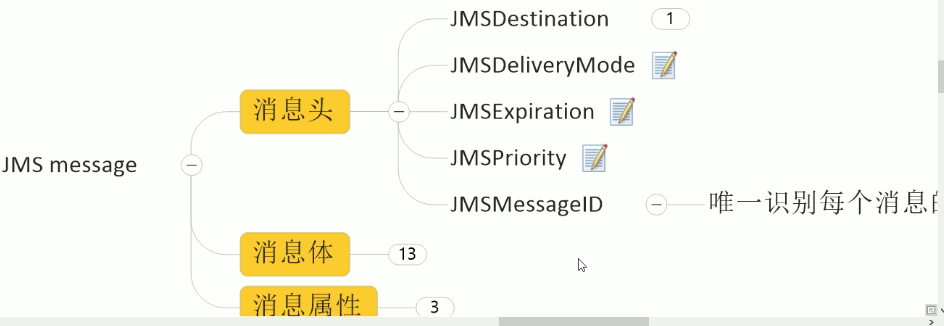 JMSDestination 1
JMSDeliveryMode
消息头
JMSExpiration
JMSPriority
JMS message
JMSMessageID
唯一识别每个消息
消息体 13
消息属性 3